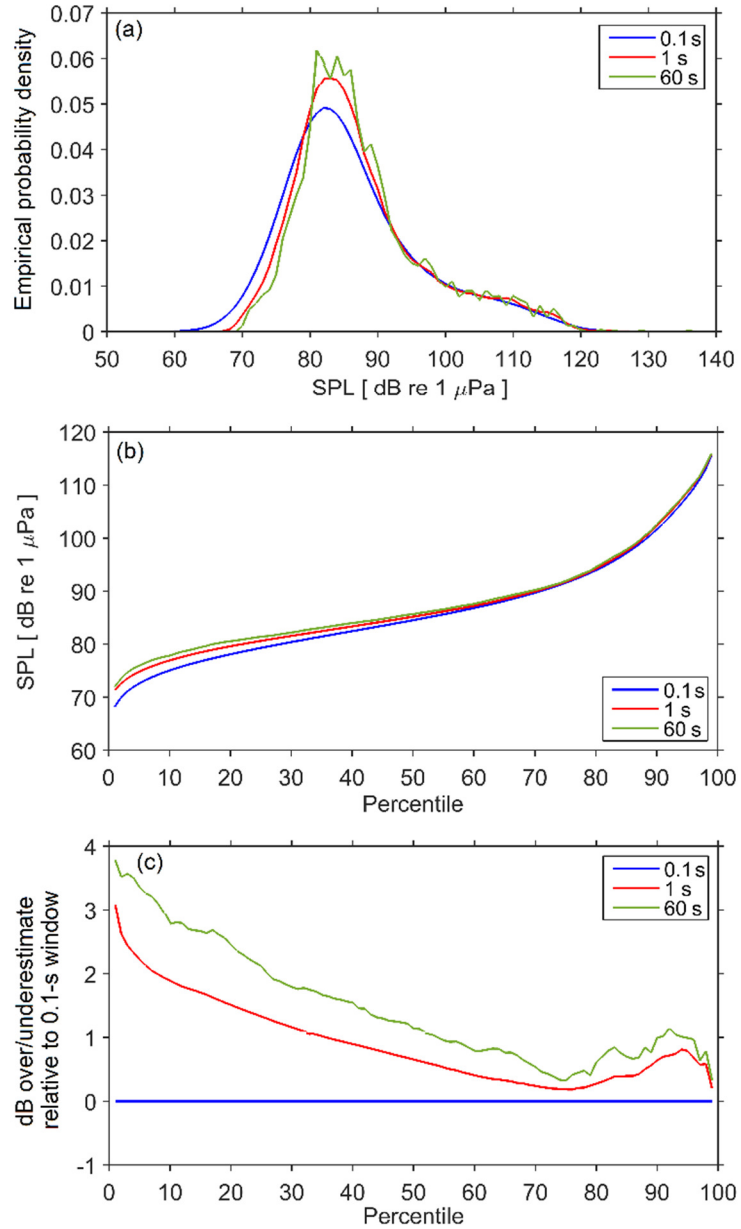 (a)
Empirical probability density
0.07
0.06
0.05
0.04
0.03
0.02
0.01
0
0.1 s
1 s
60 s
50 60 70 80 90 100 110 120 130 140
SPL [ dB re 1 μPa ]
(b)
SPL [ dB re 1 μPa ]
120
110
100
90
80
70
60
0.1 s
1 s
60 s
0 10 20 30 40 50 60 70 80 90 100
Percentile
(c)
dB over/underestimate
relative to 0.1-s window
4
3
2
1
0
-1
0.1 s
1 s
60 s
0 10 20 30 40 50 60 70 80 90 100
Percentile